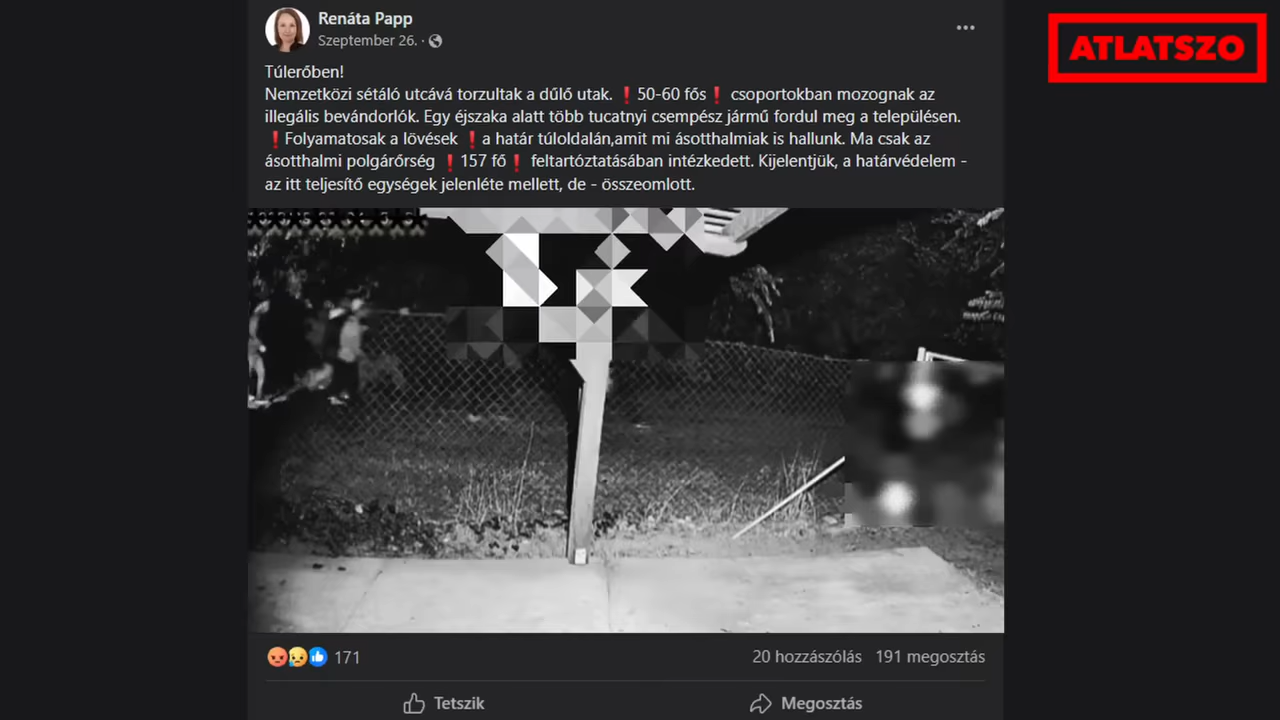 Renáta Papp
Szeptember 26. ·
ATLATSZO
Túlerőben!
Nemzetközi sétáló utcává torzultak a dűlő utak. ❗50-60 fős❗ csoportokban mozognak az
illegális bevándorlók. Egy éjszaka alatt több tucatnyi csempész jármű fordul meg a településen.
❗Folyamatosak a lövések ❗a határ túloldalán,amit mi ásotthalmiak is hallunk. Ma csak az
ásotthalmi polgárőrség ❗157 fő❗ feltartóztatásában intézkedett. Kijelentjük, a határvédelem -
az itt teljesítő egységek jelenléte mellett, de - összeomlott.
171
20 hozzászólás 191 megosztás
Tetszik
Megosztás